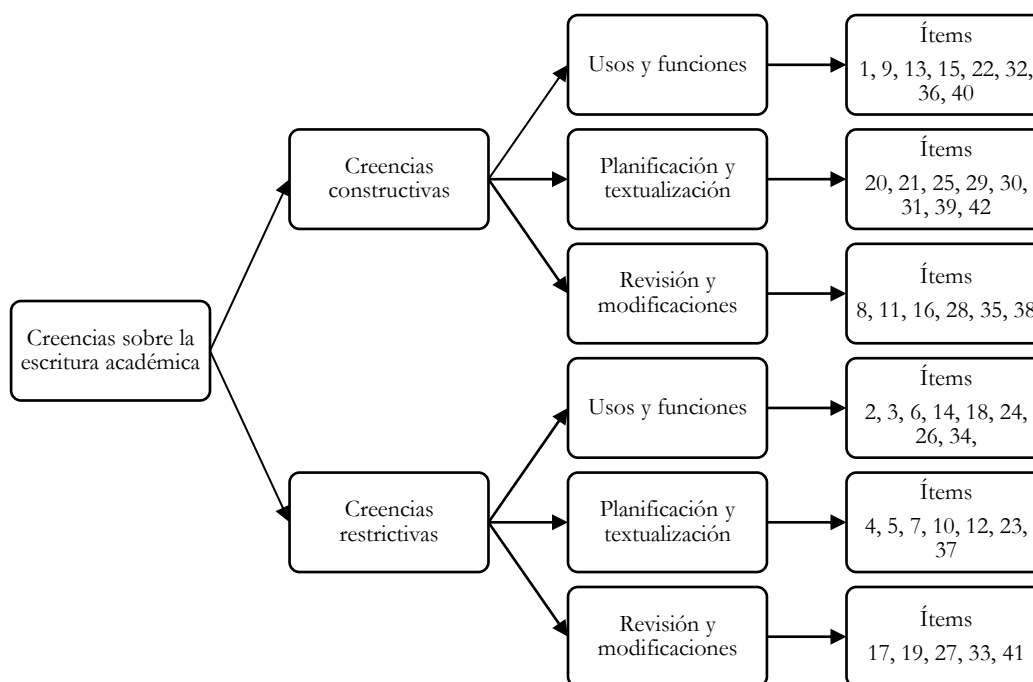 Creencias sobre la
escritura académica
Creencias
constructivas
Usos y funciones
Ítems
1, 9, 13, 15, 22, 32,
36, 40
Planificación y
textualización
Ítems
20, 21, 25, 29, 30,
31, 39, 42
Revisión y
modificaciones
Ítems
8, 11, 16, 28, 35, 38
Creencias
restrictivas
Usos y funciones
Ítems
2, 3, 6, 14, 18, 24,
26, 34,
Planificación y
textualización
Ítems
4, 5, 7, 10, 12, 23,
37
Revisión y
modificaciones
Ítems
17, 19, 27, 33, 41